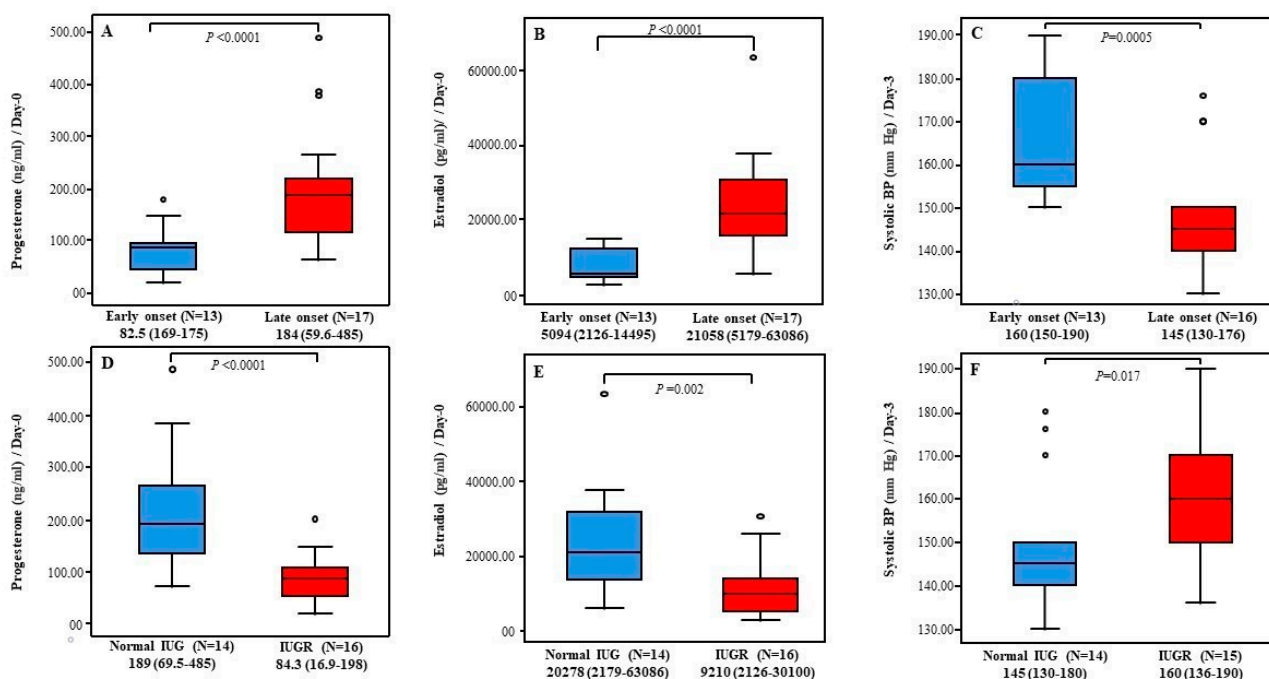 A
P <0.0001
Progesterone (ng/ml) / Day-0
500.00
400.00
300.00
200.00
100.00
00
Early onset (N=13)
82.5 (169-175)
Late onset (N=17)
184 (59.6-485)
B
P <0.0001
Estradiol (pg/ml)/ / Day-0
60000.00
40000.00
20000.00
00
Early onset (N=13)
5094 (2126-14495)
Late onset (N=17)
21058 (5179-63086)
C
P=0.0005
Systolic BP (mm Hg) / Day-3
190.00
180.00
170.00
160.00
150.00
140.00
130.00
Early onset (N=13)
160 (150-190)
Late onset (N=16)
145 (130-176)
D
P <0.0001
Progesterone (ng/ml) / Day-0
500.00
400.00
300.00
200.00
100.00
00
Normal IUG (N=14)
189 (69.5-485)
IUGR (N=16)
84.3 (16.9-198)
E
P =0.002
Estradiol (pg/ml) / Day-0
60000.00
40000.00
20000.00
00
Normal IUG (N=14)
20278 (2179-63086)
IUGR (N=16)
9210 (2126-30100)
F
P=0.017
Systolic BP (mm Hg) / Day-3
190.00
180.00
170.00
160.00
150.00
140.00
130.00
Normal IUG (N=14)
145 (130-180)
IUGR (N=15)
160 (136-190)